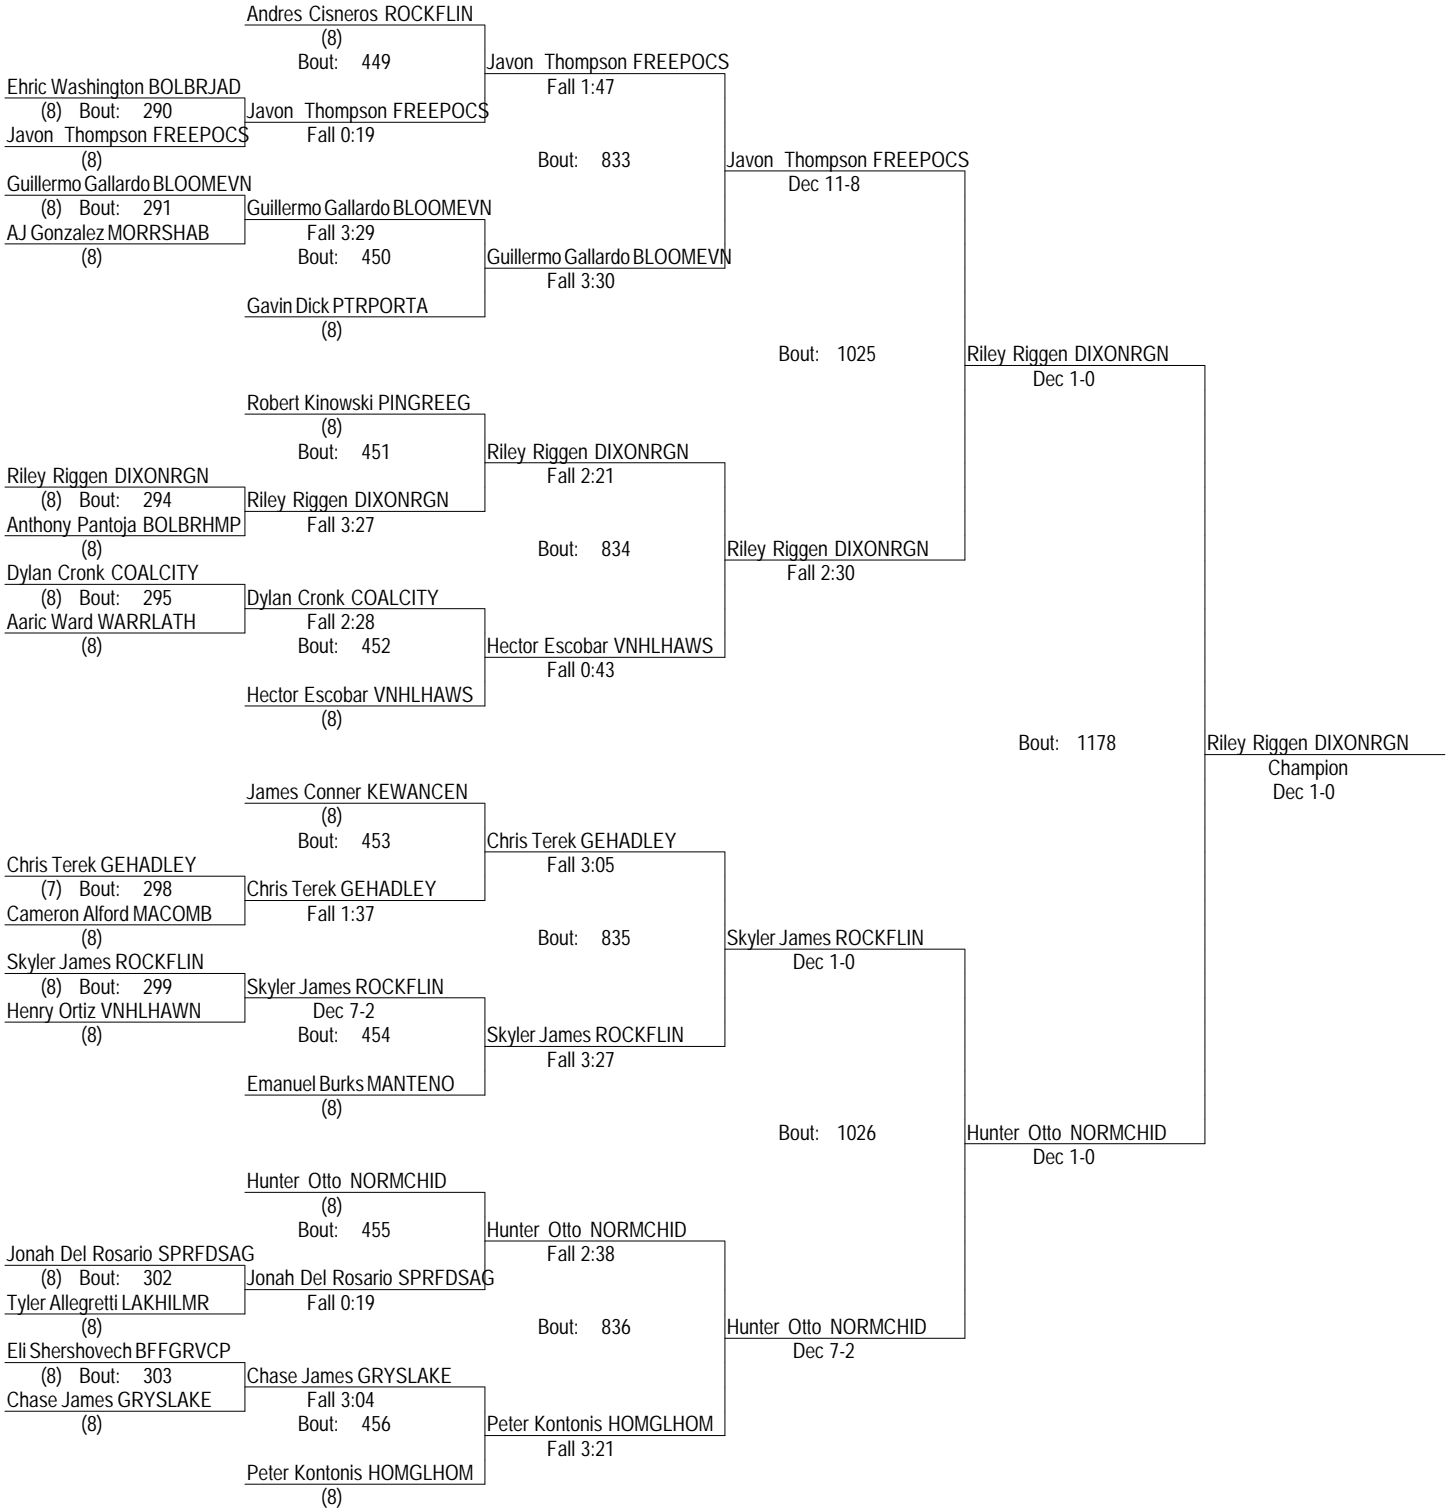 Andres Cisneros ROCKFLIN
(8)
Bout: 449
Javon Thompson FREEPOCS
Fall 1:47
Ehric Washington BOLBRJAD
(8) Bout: 290
Javon Thompson FREEPOCS
Javon Thompson FREEPOCS
Fall 0:19
(8)
Bout: 833
Javon Thompson FREEPOCS
Dec 11-8
Guillermo Gallardo BLOOMEVN
(8) Bout: 291
Guillermo Gallardo BLOOMEVN
AJ Gonzalez MORRSHAB
Fall 3:29
(8)
Bout: 450
Guillermo Gallardo BLOOMEVN
Fall 3:30
Gavin Dick PTRPORTA
(8)
Bout: 1025
Riley Riggen DIXONRGN
Dec 1-0
Robert Kinowski PINGREEG
(8)
Bout: 451
Riley Riggen DIXONRGN
Fall 2:21
Riley Riggen DIXONRGN
(8) Bout: 294
Riley Riggen DIXONRGN
Anthony Pantoja BOLBRHMP
Fall 3:27
(8)
Bout: 834
Riley Riggen DIXONRGN
Fall 2:30
Dylan Cronk COALCITY
(8) Bout: 295
Dylan Cronk COALCITY
Aaric Ward WARRLATH
Fall 2:28
(8)
Bout: 452
Hector Escobar VNHLHAWS
Fall 0:43
Hector Escobar VNHLHAWS
(8)
Bout: 1178
Riley Riggen DIXONRGN
Champion
Dec 1-0
James Conner KEWANCEN
(8)
Bout: 453
Chris Terek GEHADLEY
Fall 3:05
Chris Terek GEHADLEY
(7) Bout: 298
Chris Terek GEHADLEY
Cameron Alford MACOMB
Fall 1:37
(8)
Bout: 835
Skyler James ROCKFLIN
Dec 1-0
Skyler James ROCKFLIN
(8) Bout: 299
Skyler James ROCKFLIN
Henry Ortiz VNHLHAWN
Dec 7-2
(8)
Bout: 454
Skyler James ROCKFLIN
Fall 3:27
Emanuel Burks MANTENO
(8)
Bout: 1026
Hunter Otto NORMCHID
Dec 1-0
Hunter Otto NORMCHID
(8)
Bout: 455
Hunter Otto NORMCHID
Fall 2:38
Jonah Del Rosario SPRFDSAG
(8) Bout: 302
Jonah Del Rosario SPRFDSAG
Tyler Allegretti LAKHILMR
Fall 0:19
(8)
Bout: 836
Hunter Otto NORMCHID
Dec 7-2
Eli Shershovech BFFGRVCP
(8) Bout: 303
Chase James GRYSLAKE
Chase James GRYSLAKE
Fall 3:04
(8)
Bout: 456
Peter Kontonis HOMGLHOM
Fall 3:21
Peter Kontonis HOMGLHOM
(8)